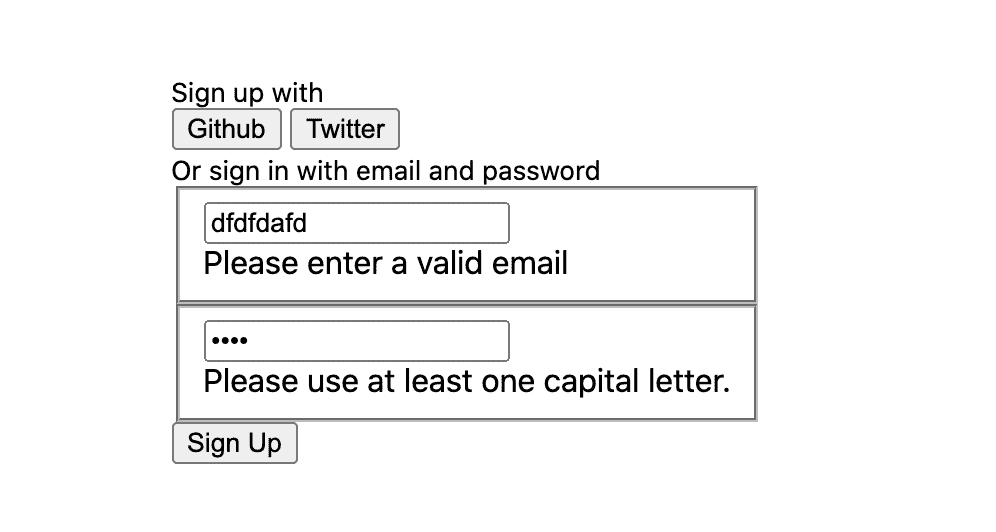 Sign up with
Github Twitter
Or sign in with email and password
dfdfdafd
Please enter a valid email
••••
Please use at least one capital letter.
Sign Up